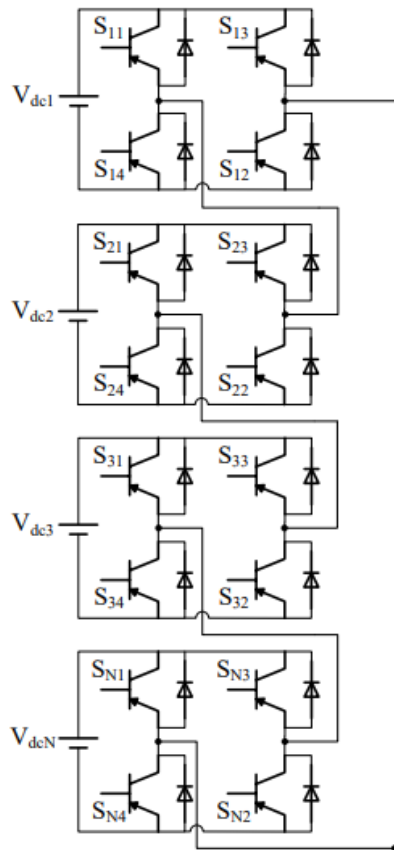 S11 S13
Vdc1
S14 S12
S21 S23
Vdc2
S24 S22
S31 S33
Vdc3
S34 S32
SN1 SN3
VdcN
SN4 SN2